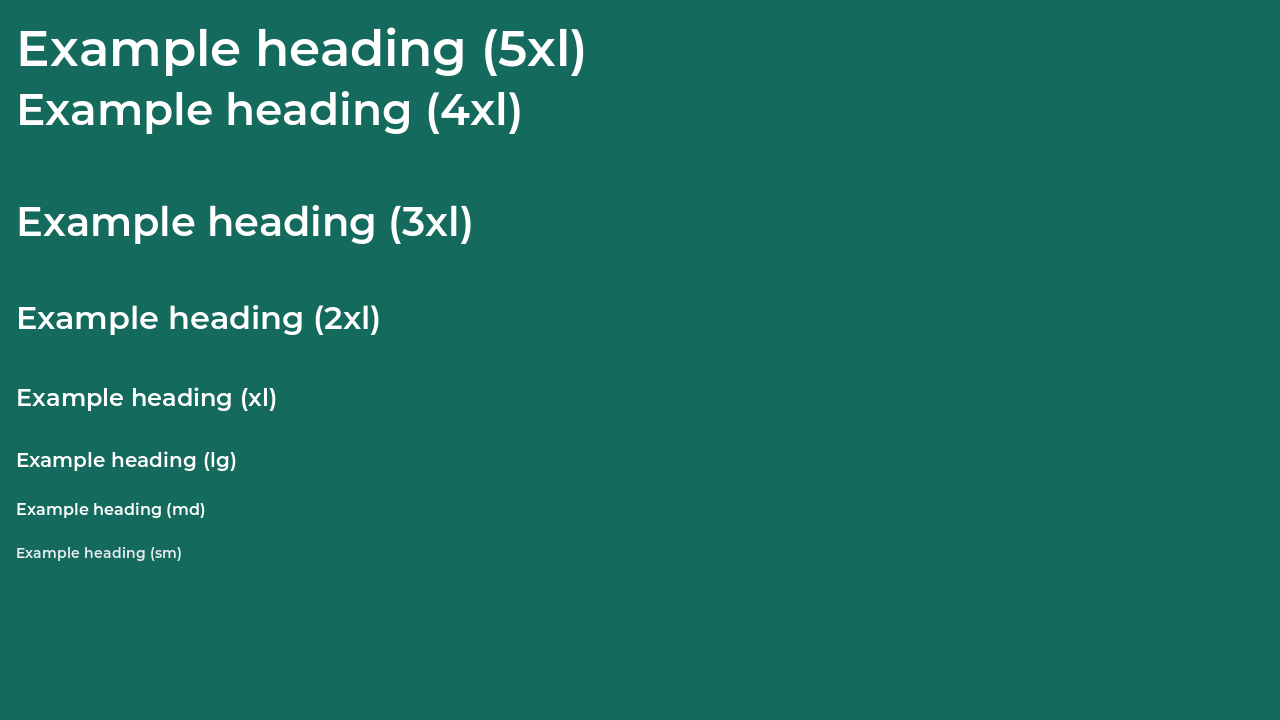 Example heading (5xl)
Example heading (4xl)
Example heading (3xl)
Example heading (2xl)
Example heading (xl)
Example heading (lg)
Example heading (md)
Example heading (sm)